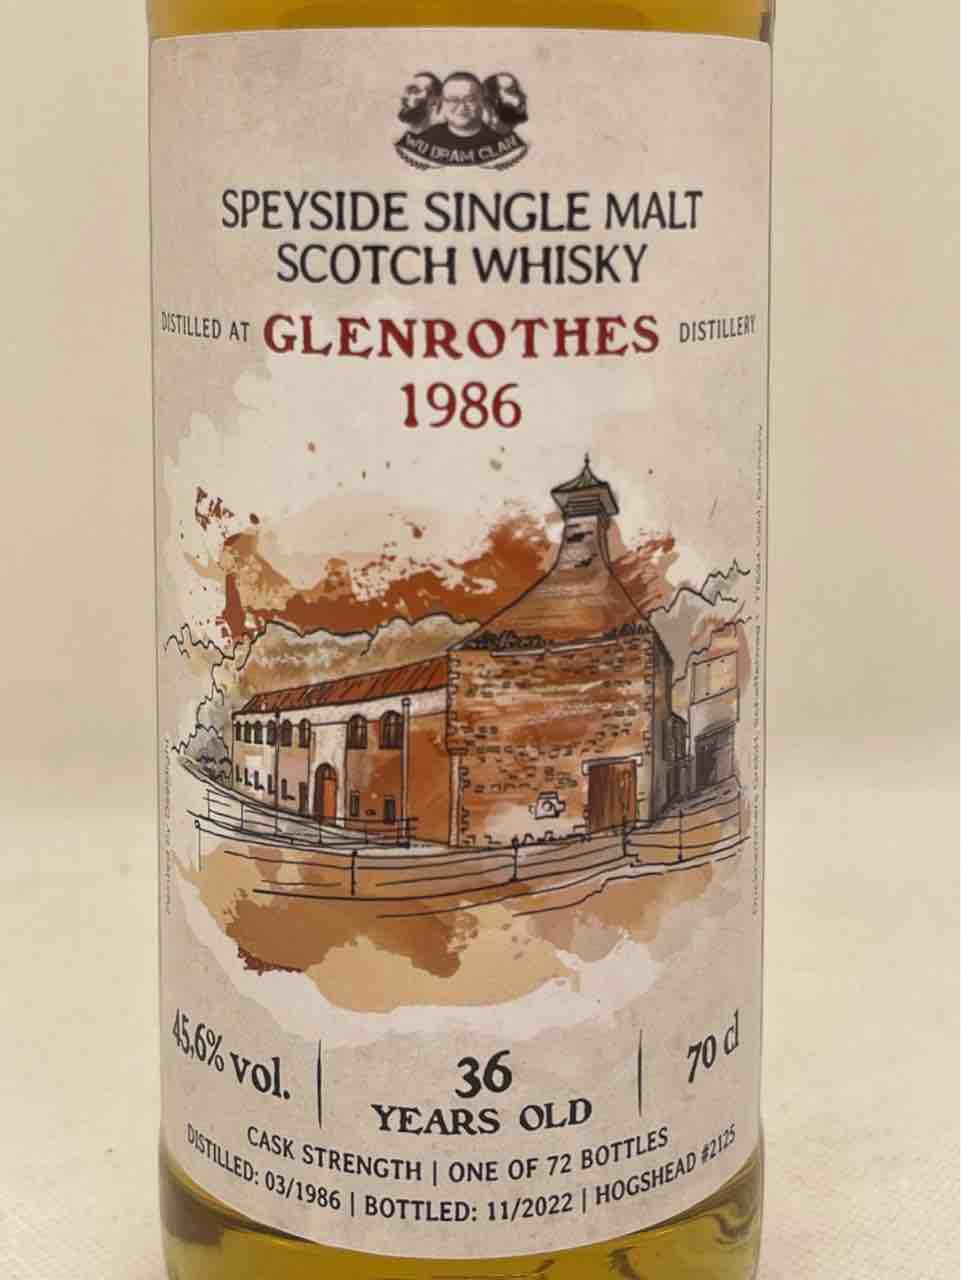 WU DRAM CLAN
SPEYSIDE SINGLE MALT
SCOTCH WHISKY
DISTILLED AT GLENROTHES DISTILLERY
1986
45,6% vol.
36
YEARS OLD
70 cl
CASK STRENGTH | ONE OF 72 BOTTLES
DISTILLED: 03/1986 | BOTTLED: 11/2022 | HOGSHEAD #2125